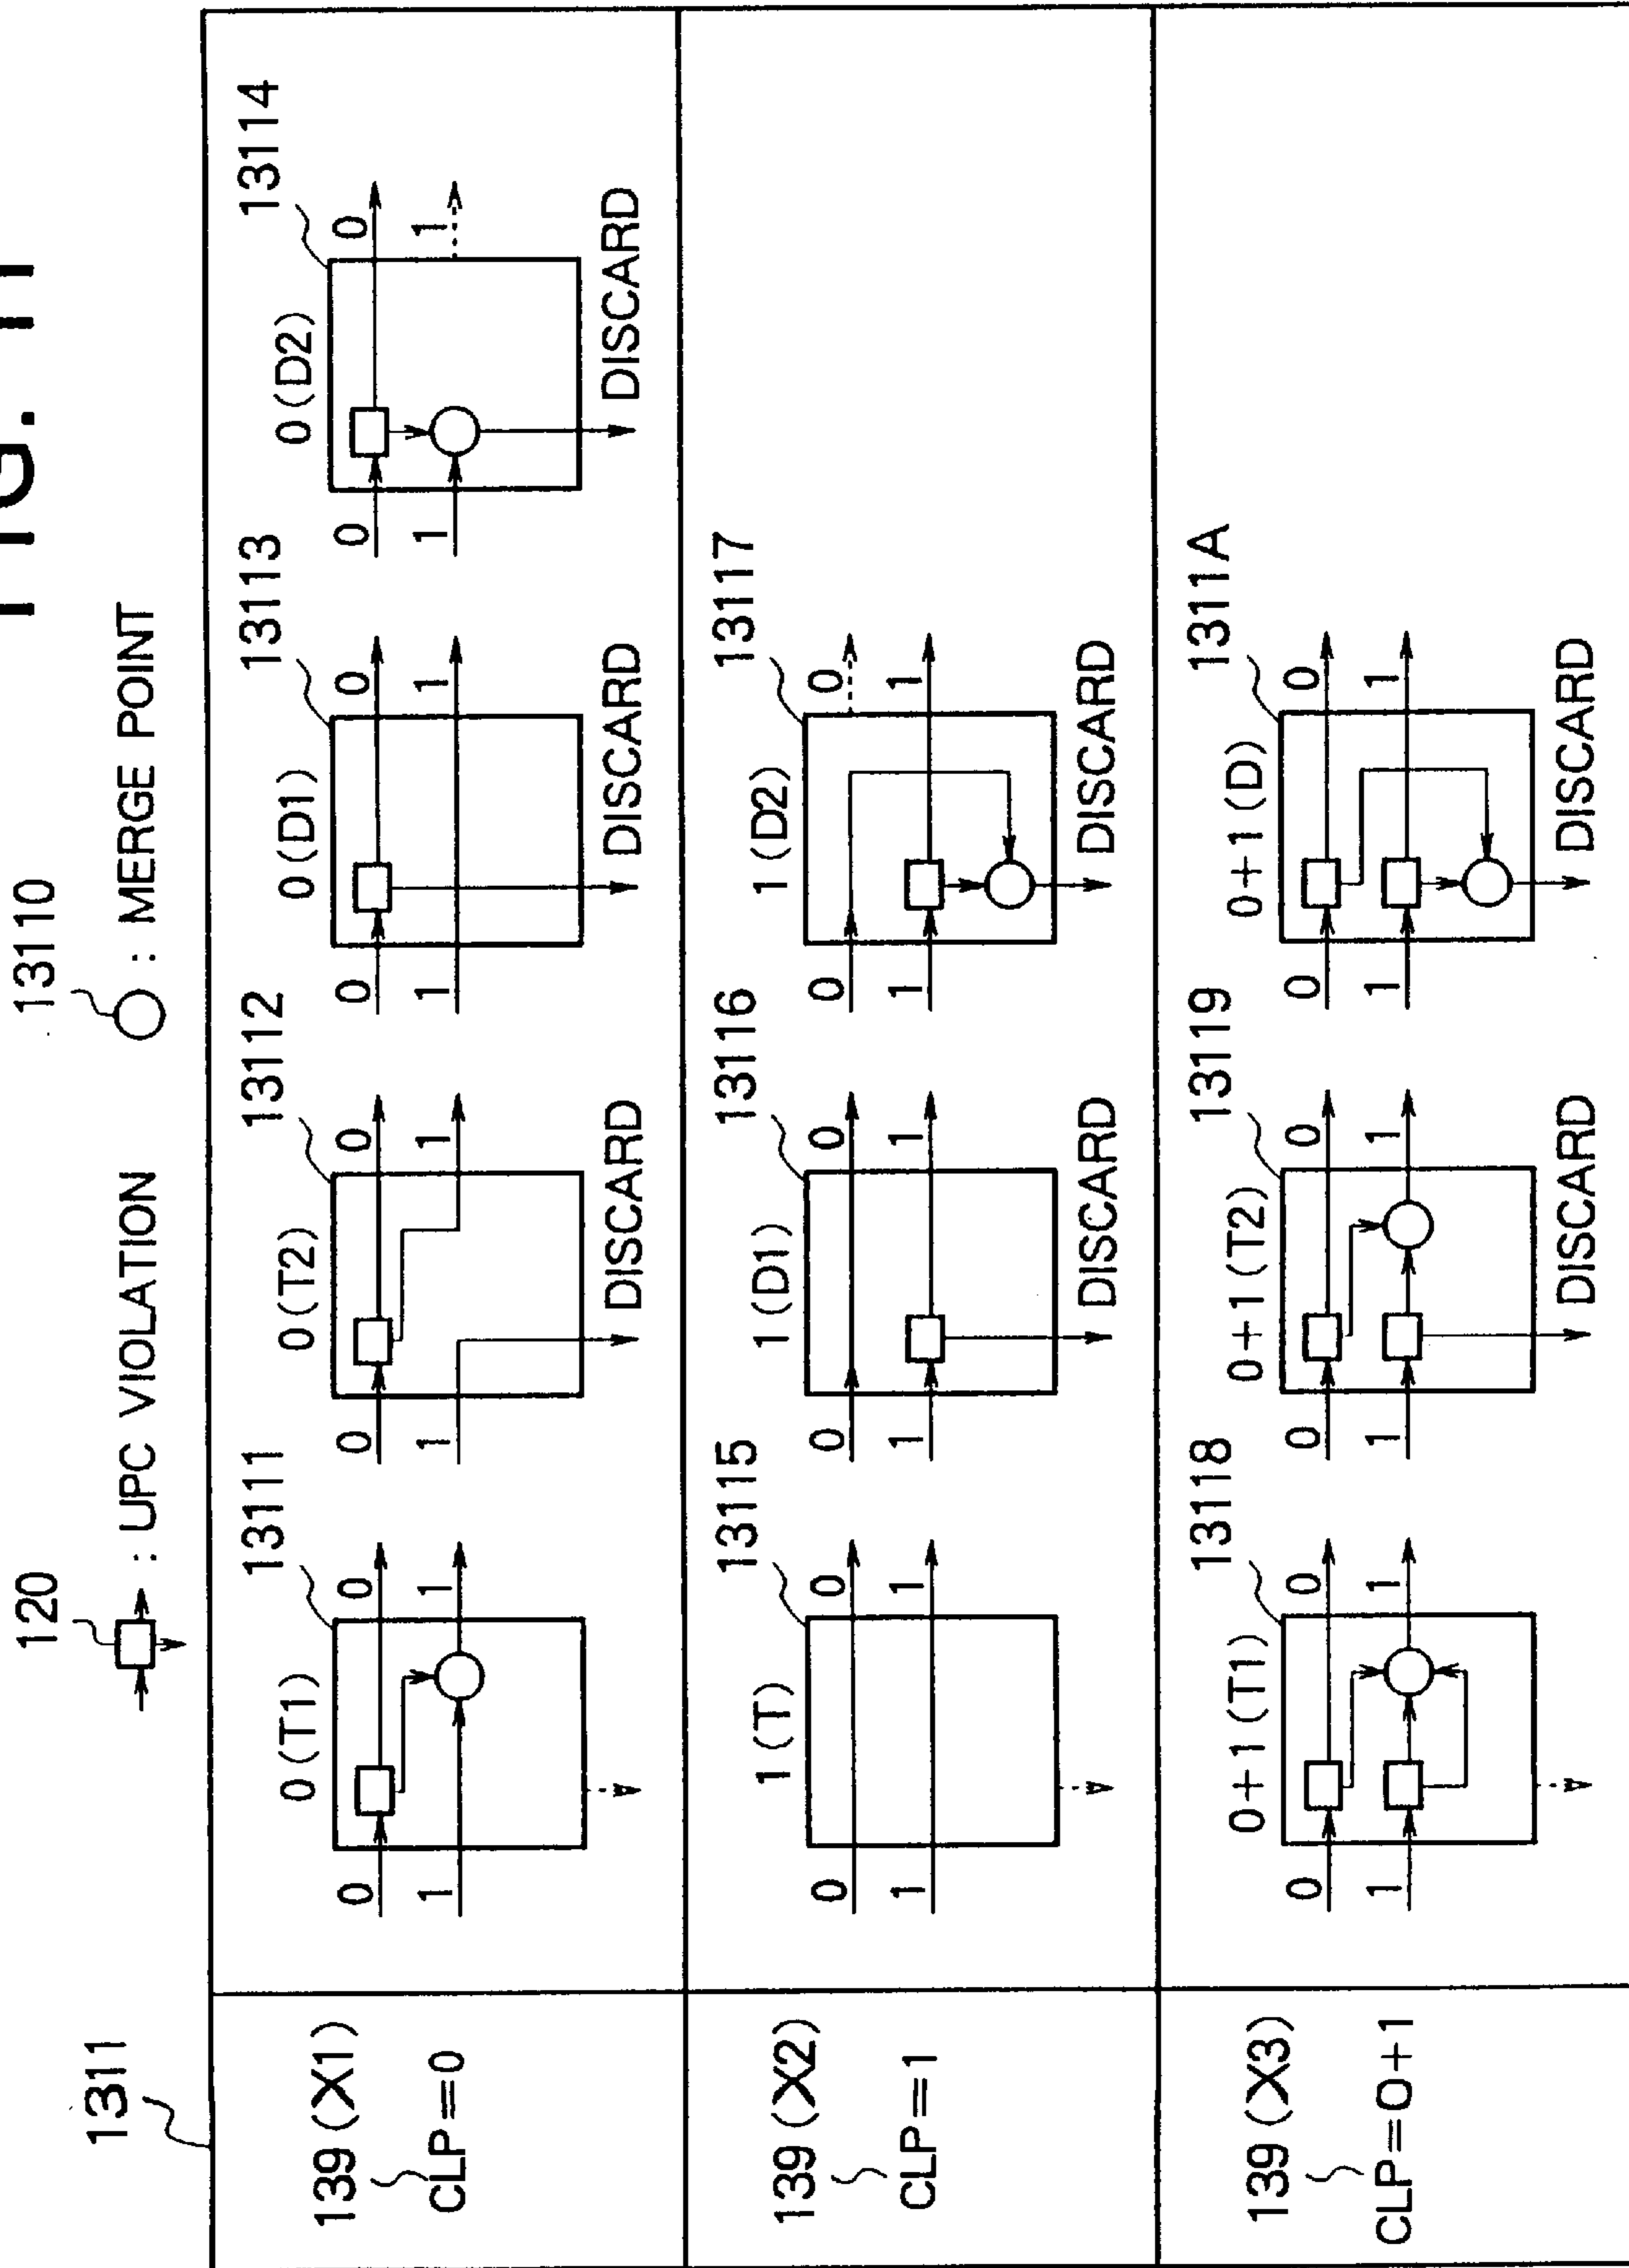 FIG. 11
120
: UPC VIOLATION
13110
: MERGE POINT
1311
139 (X1)
CLP=0
13111
0 (T1)
0
0
1
1
13112
0 (T2)
0
0
1
1
DISCARD
13113
0 (D1)
0
0
1
1
DISCARD
13114
0 (D2)
0
0
1
1
DISCARD
139 (X2)
CLP=1
13115
1 (T)
0
0
1
1
13116
1 (D1)
0
0
1
1
DISCARD
13117
1 (D2)
0
0
1
1
DISCARD
139 (X3)
CLP=0+1
13118
0+1 (T1)
0
0
1
1
13119
0+1 (T2)
0
0
1
1
DISCARD
1311A
0+1 (D)
0
0
1
1
DISCARD